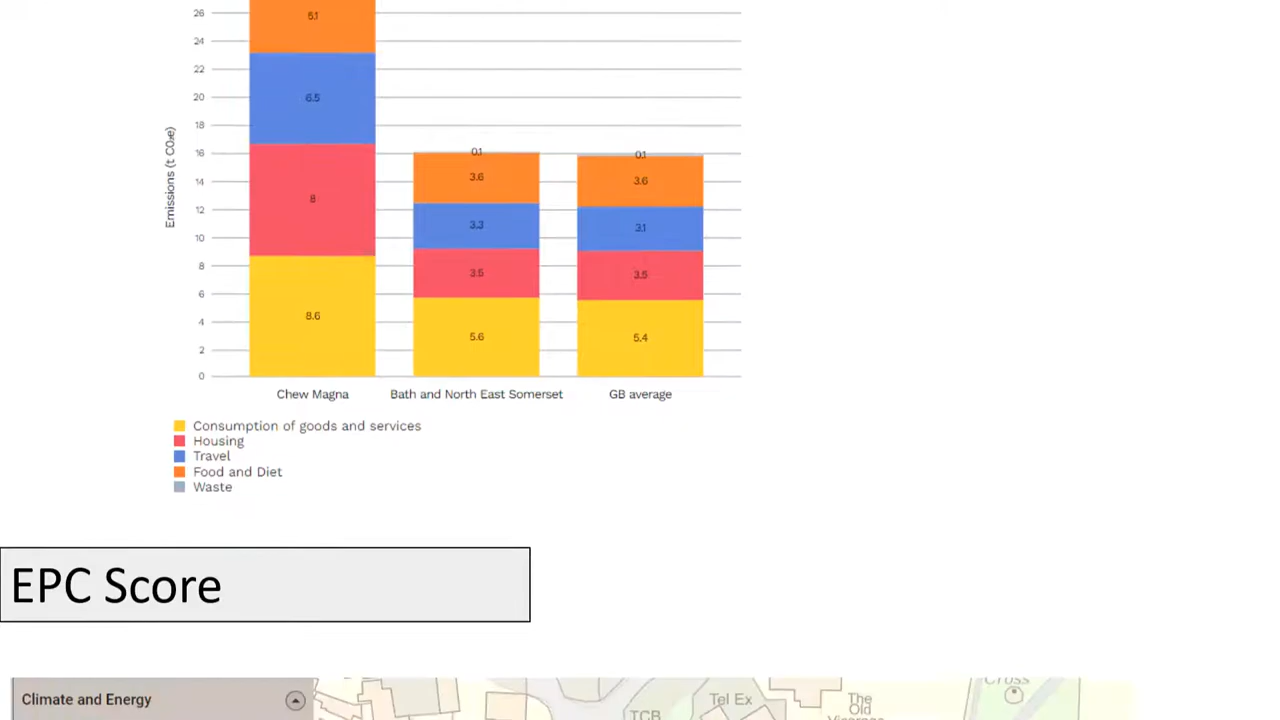 26
5.1
24
22
20
6.5
18
16
0.1
0.1
14
3.6
3.6
12
8
3.3
3.1
10
8
3.5
3.5
6
8.6
4
5.6
5.4
2
0
Emissions (t CO₂e)
Chew Magna
Bath and North East Somerset
GB average
Consumption of goods and services
Housing
Travel
Food and Diet
Waste
EPC Score
Climate and Energy
Tel Ex
TCB
The
Old
Vicarage
Cross